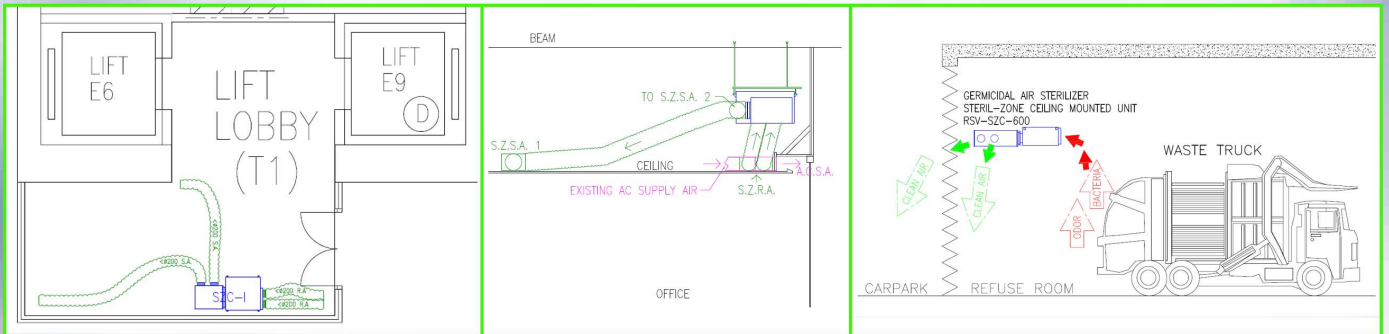 LIFT
E6
LIFT
LOBBY
(T1)
LIFT
E9
D
<ø200 S.A.
<ø200 S.A.
SZC-1
<ø200 R.A
<ø200 R.A
BEAM
TO S.Z.S.A. 2
S.Z.S.A. 1
CEILING
EXISTING AC SUPPLY AIR
S.Z.R.A.
A.C.S.A.
OFFICE
GERMICIDAL AIR STERILIZER
STERIL-ZONE CEILING MOUNTED UNIT
RSV-SZC-600
WASTE TRUCK
CLEAN AIR
CLEAN AIR
BACTERIA
ODOR
CARPARK
REFUSE ROOM